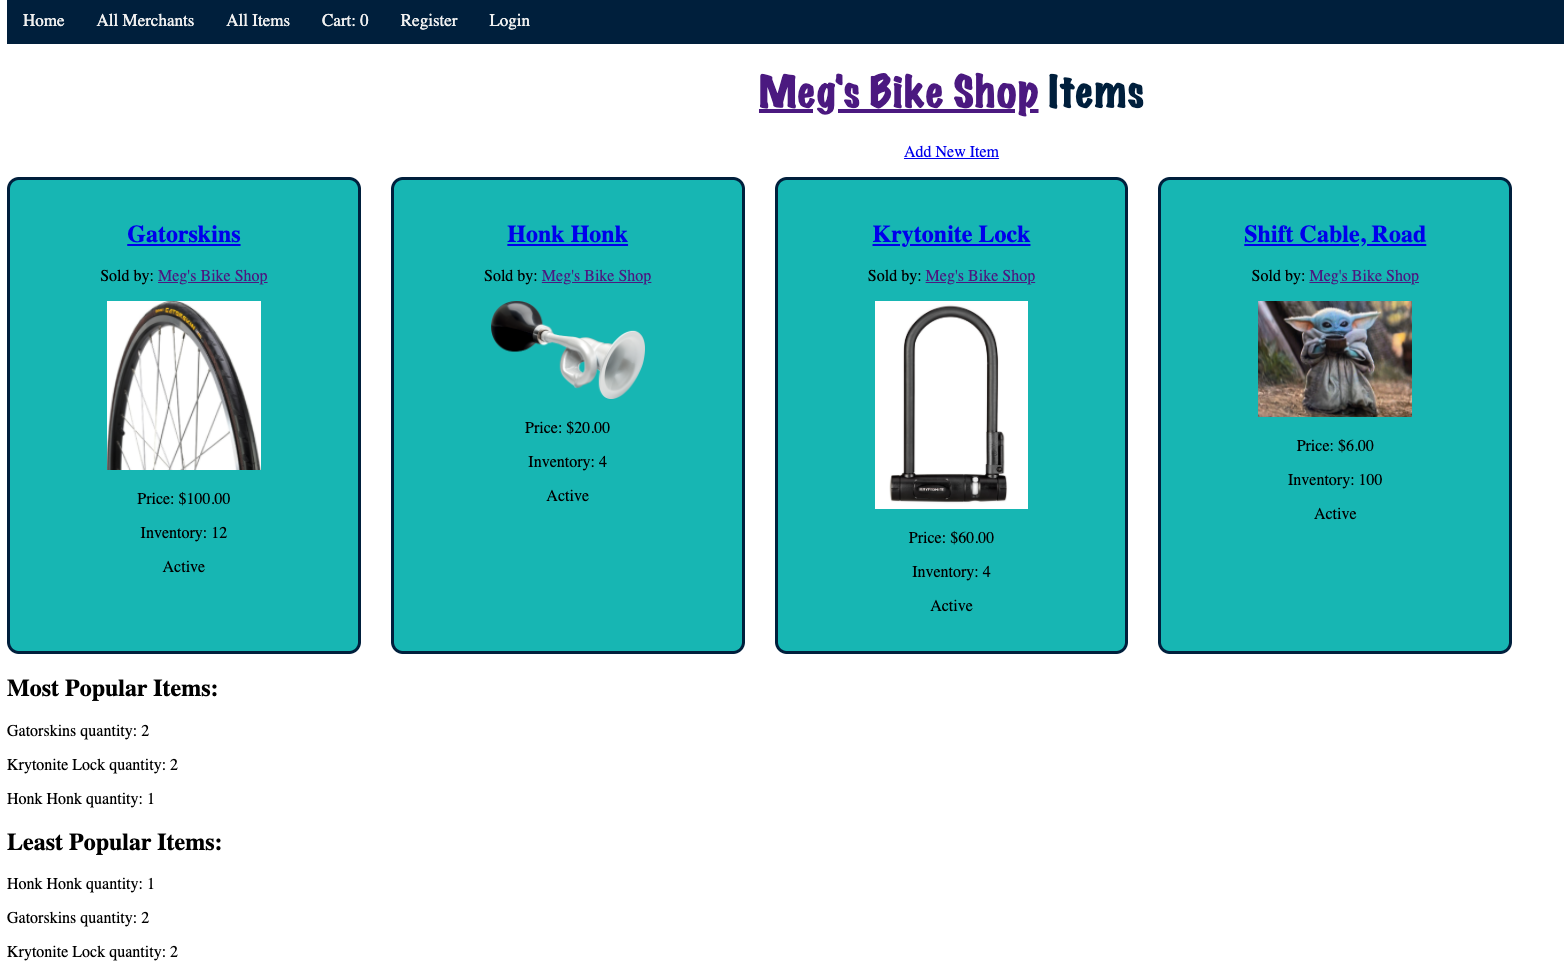 Home All Merchants All Items Cart: 0 Register Login
Meg's Bike Shop Items
Add New Item
Gatorskins
Sold by: Meg's Bike Shop
GATORSKIN
Price: $100.00
Inventory: 12
Active
Honk Honk
Sold by: Meg's Bike Shop
Price: $20.00
Inventory: 4
Active
Krytonite Lock
Sold by: Meg's Bike Shop
KRYPTONITE
Price: $60.00
Inventory: 4
Active
Shift Cable, Road
Sold by: Meg's Bike Shop
Price: $6.00
Inventory: 100
Active
Most Popular Items:
Gatorskins quantity: 2
Krytonite Lock quantity: 2
Honk Honk quantity: 1
Least Popular Items:
Honk Honk quantity: 1
Gatorskins quantity: 2
Krytonite Lock quantity: 2